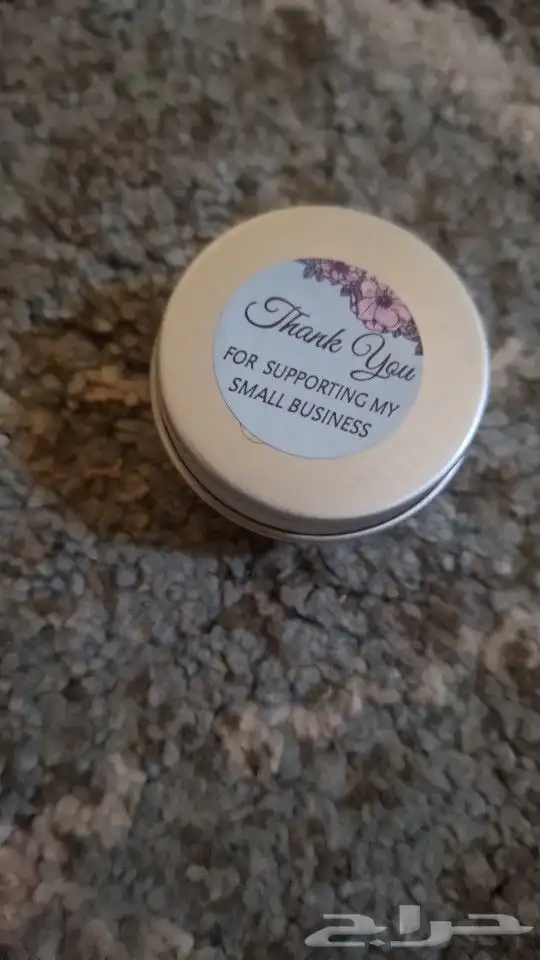 Thank You
FOR SUPPORTING MY
SMALL BUSINESS
حراج